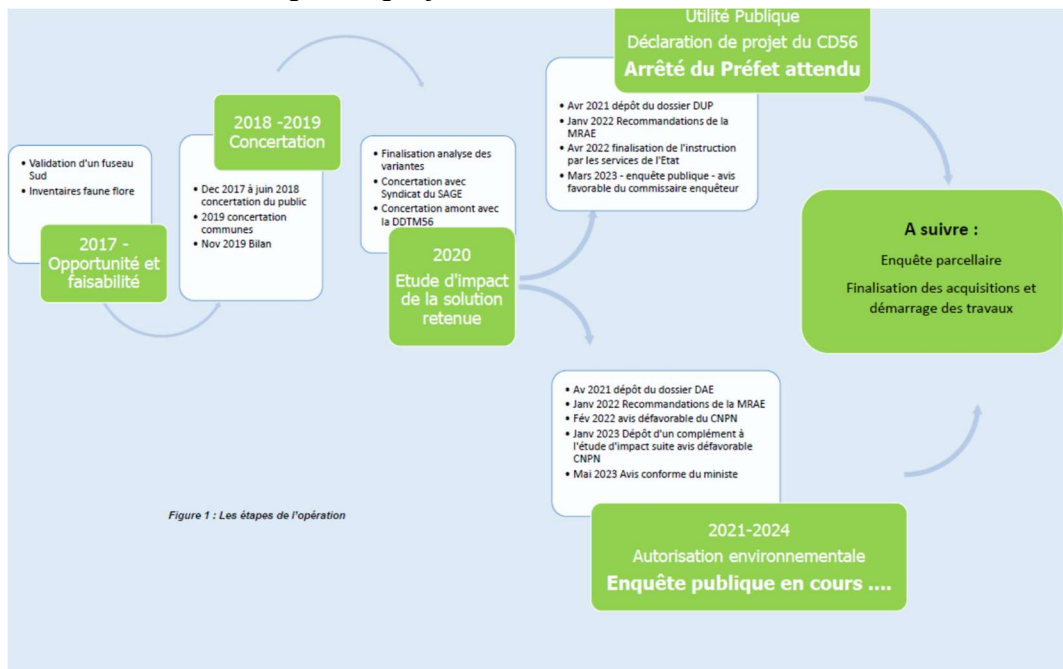 • Validation d'un fuseau
Sud
• Inventaires faune flore
2017 -
Opportunité et
faisabilité
2018 -2019
Concertation
• Dec 2017 à juin 2018
concertation du public
• 2019 concertation
communes
• Nov 2019 Bilan
• Finalisation analyse des
variantes
• Concertation avec
Syndicat du SAGE
• Concertation amont avec
la DDTM56
2020
Etude d'impact
de la solution
retenue
Utilité Publique
Déclaration de projet du CD56
Arrêté du Préfet attendu
• Avr 2021 dépôt du dossier DUP
• Janv 2022 Recommandations de la
MRAE
• Avr 2022 finalisation de l'instruction
par les services de l'Etat
• Mars 2023 - enquête publique - avis
favorable du commissaire enquêteur
• Av 2021 dépôt du dossier DAE
• Janv 2022 Recommandations de la MRAE
• Fév 2022 avis défavorable du CNPN
• Janv 2023 Dépôt d'un complément à
l'étude d'impact suite avis défavorable
CNPN
• Mai 2023 Avis conforme du ministe
2021-2024
Autorisation environnementale
Enquête publique en cours ....
A suivre :
Enquête parcellaire
Finalisation des acquisitions et
démarrage des travaux
Figure 1 : Les étapes de l'opération